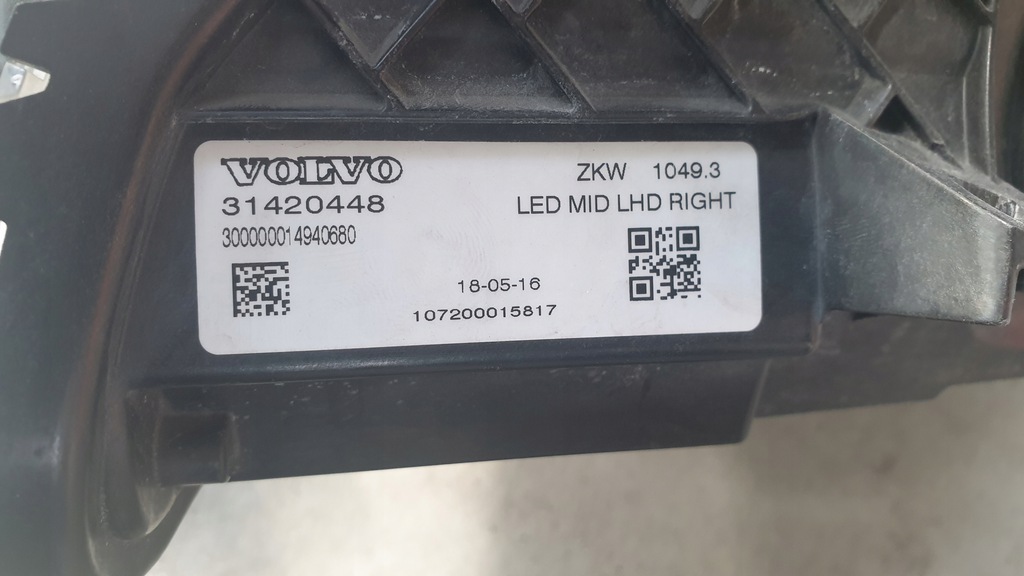 VOLVO
31420448
300000014940680
ZKW 1049.3
LED MID LHD RIGHT
18-05-16
107200015817